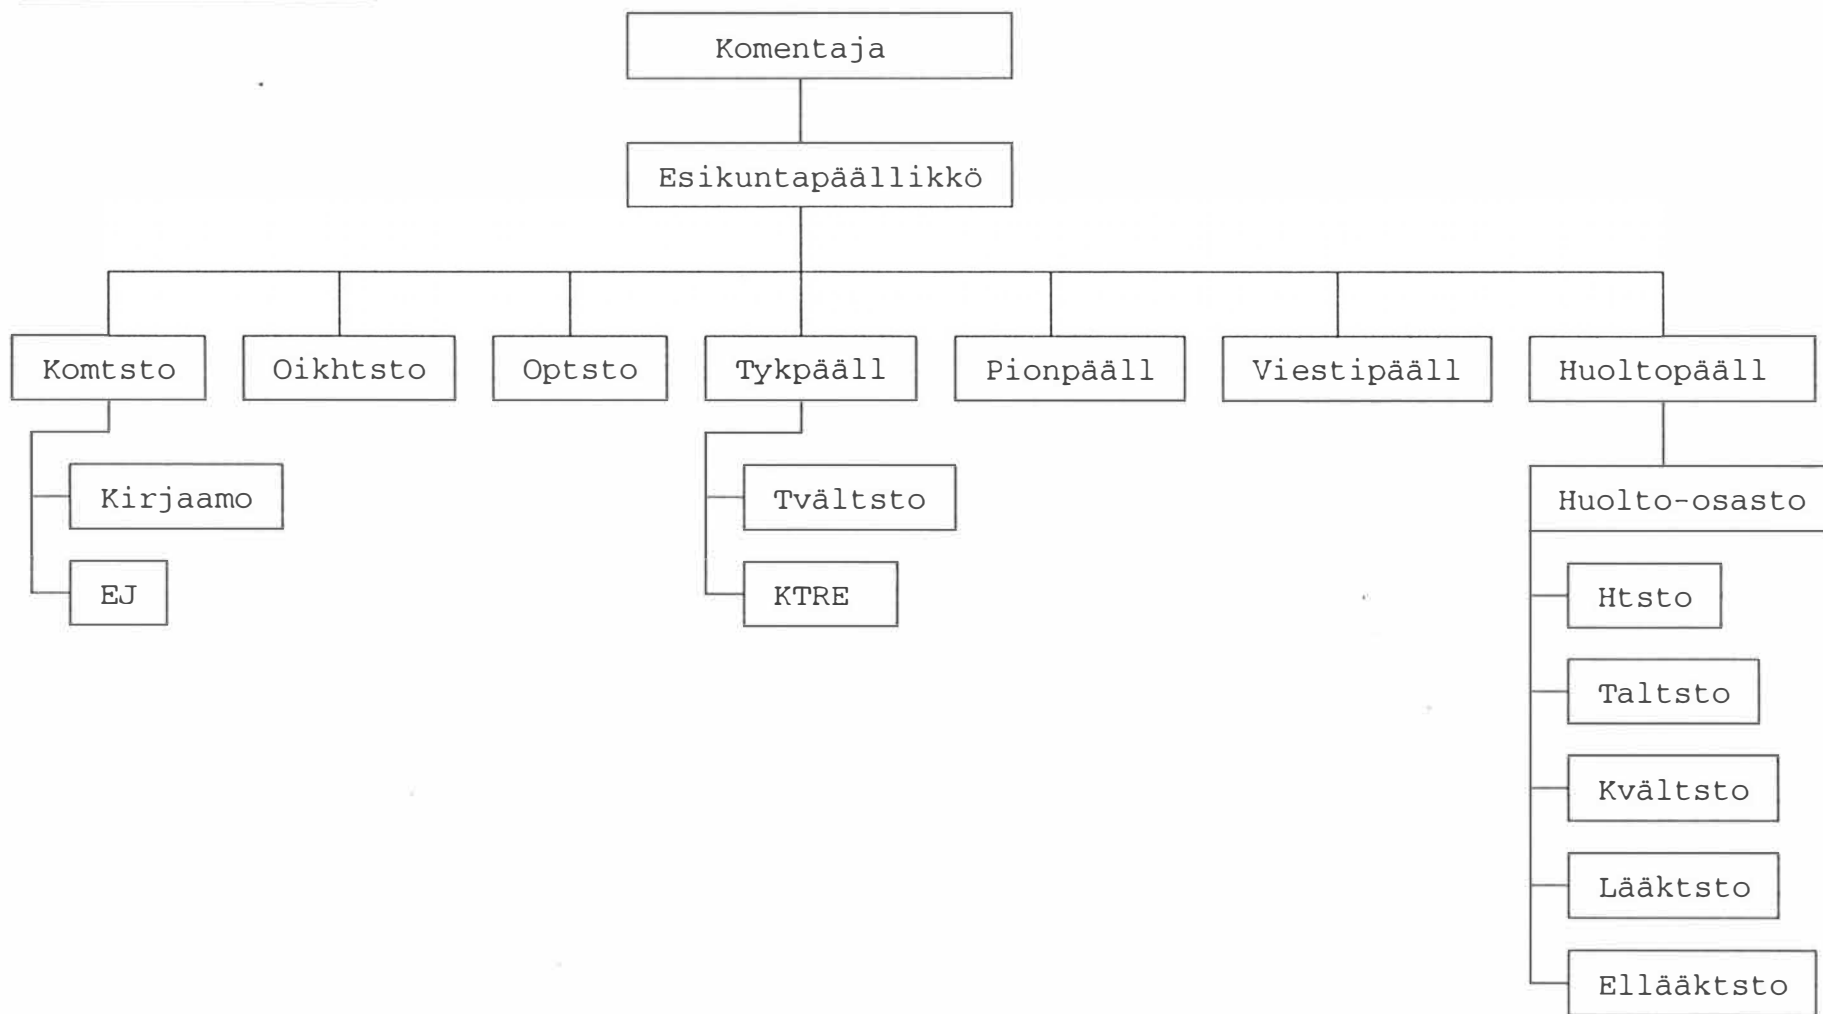 Komentaja
Esikuntapäällikkö
Komtsto
Oikhtsto
Optsto
Tykpääll
Pionpääll
Viestipääll
Huoltopääll
Kirjaamo
Tvältsto
Huolto-osasto
EJ
KTRE
Htsto
Taltsto
Kvältsto
Lääktsto
Ellääktsto